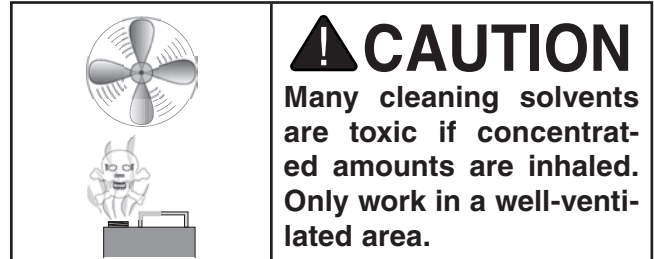 CAUTION
Many cleaning solvents
are toxic if concentrat-
ed amounts are inhaled.
Only work in a well-venti-
lated area.